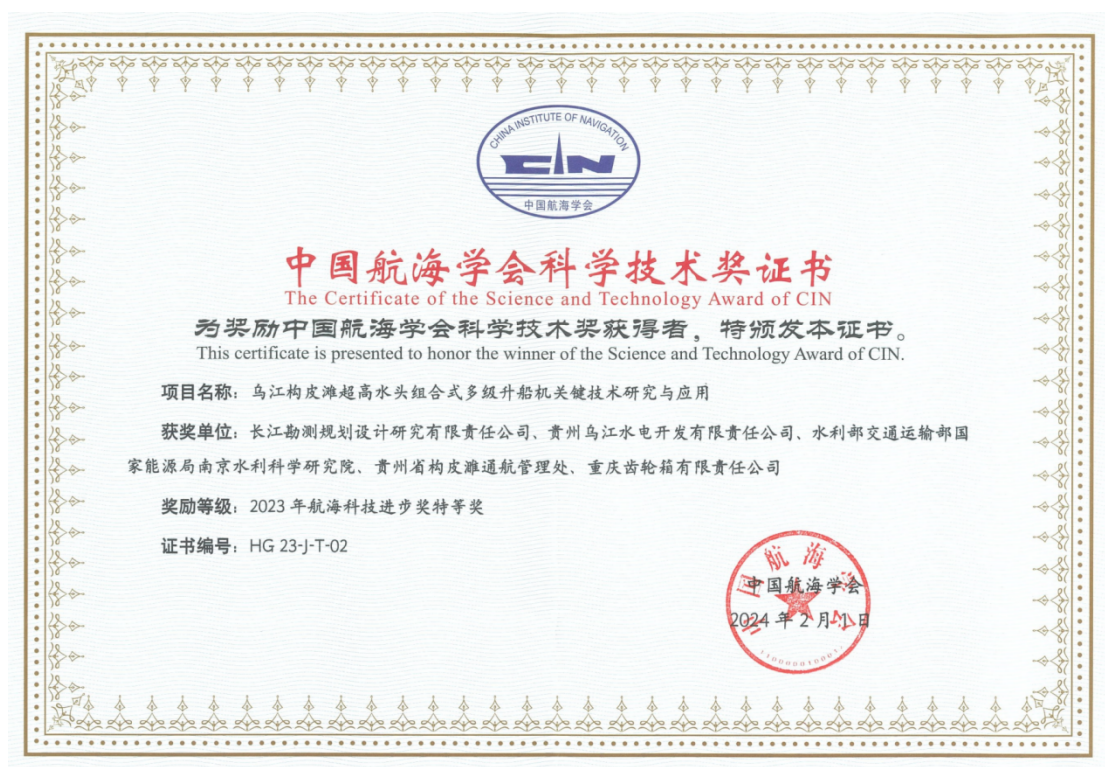 CHINA INSTITUTE OF NAVIGATION
CIN
中国航海学会
中国航海学会科学技术奖证书
The Certificate of the Science and Technology Award of CIN
为奖励中国航海学会科学技术奖获得者，特颁发本证书。
This certificate is presented to honor the winner of the Science and Technology Award of CIN.
项目名称：乌江构皮滩超高水头组合式多级升船机关键技术研究与应用
获奖单位：长江勘测规划设计研究有限责任公司、贵州乌江水电开发有限责任公司、水利部交通运输部国
家能源局南京水利科学研究院、贵州省构皮滩通航管理处、重庆齿轮箱有限责任公司
奖励等级：2023 年航海科技进步奖特等奖
证书编号：HG 23-J-T-02
中国航海学会
中国航海学会
2024 年 2 月 1 日